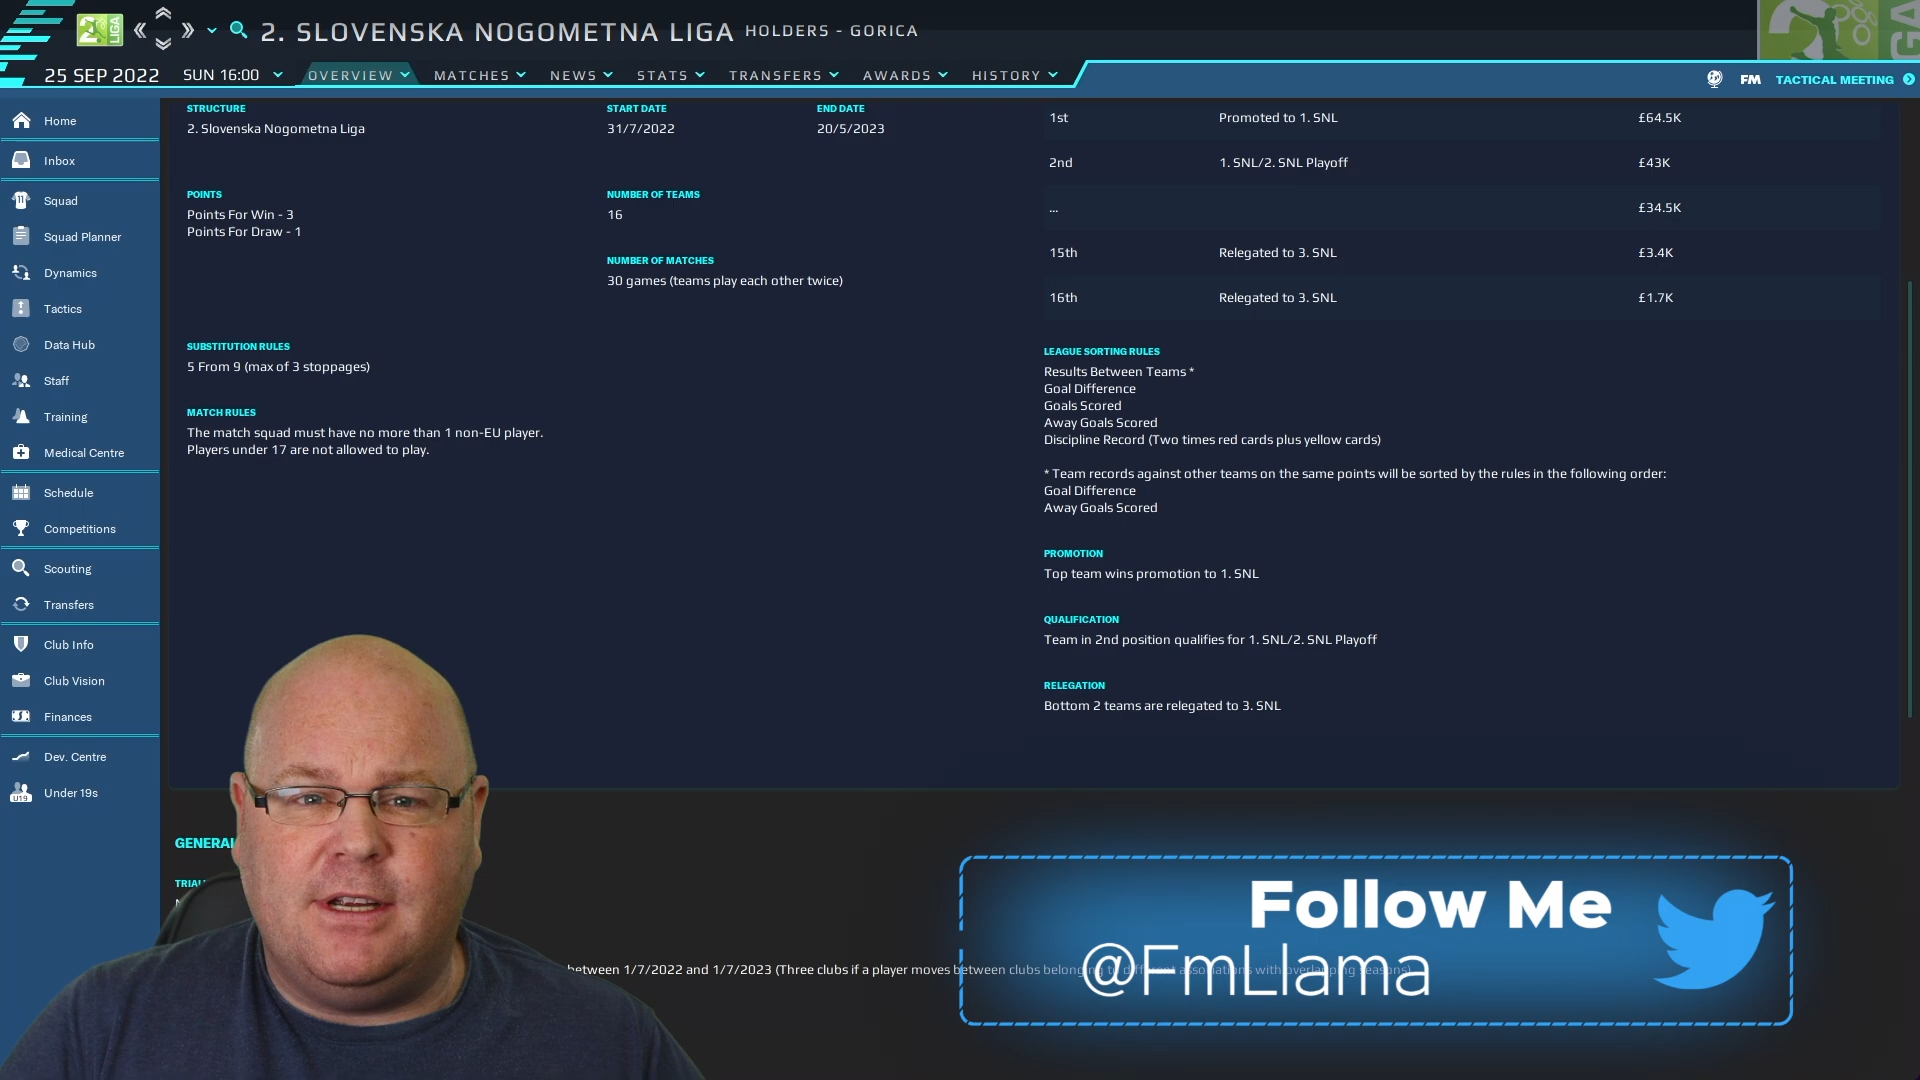 2. SLOVENSKA NOGOMETNA LIGA HOLDERS - GORICA
25 SEP 2022 SUN 16:00
OVERVIEW MATCHES NEWS STATS TRANSFERS AWARDS HISTORY
FM TACTICAL MEETING
Home
Inbox
Squad
Squad Planner
Dynamics
Tactics
Data Hub
Staff
Training
Medical Centre
Schedule
Competitions
Scouting
Transfers
Club Info
Club Vision
Finances
Dev. Centre
U19 Under 19s
STRUCTURE
2. Slovenska Nogometna Liga
START DATE
31/7/2022
END DATE
20/5/2023
POINTS
Points For Win - 3
Points For Draw - 1
NUMBER OF TEAMS
16
NUMBER OF MATCHES
30 games (teams play each other twice)
SUBSTITUTION RULES
5 From 9 (max of 3 stoppages)
MATCH RULES
The match squad must have no more than 1 non-EU player.
Players under 17 are not allowed to play.
1st Promoted to 1. SNL £64.5K
2nd 1. SNL/2. SNL Playoff £43K
... £34.5K
15th Relegated to 3. SNL £3.4K
16th Relegated to 3. SNL £1.7K
LEAGUE SORTING RULES
Results Between Teams *
Goal Difference
Goals Scored
Away Goals Scored
Discipline Record (Two times red cards plus yellow cards)
* Team records against other teams on the same points will be sorted by the rules in the following order:
Goal Difference
Away Goals Scored
PROMOTION
Top team wins promotion to 1. SNL
QUALIFICATION
Team in 2nd position qualifies for 1. SNL/2. SNL Playoff
RELEGATION
Bottom 2 teams are relegated to 3. SNL
GENERAL
between 1/7/2022 and 1/7/2023 (Three clubs if a player moves between clubs belonging to different associations with overlapping seasons)
Follow Me
@FmLlama